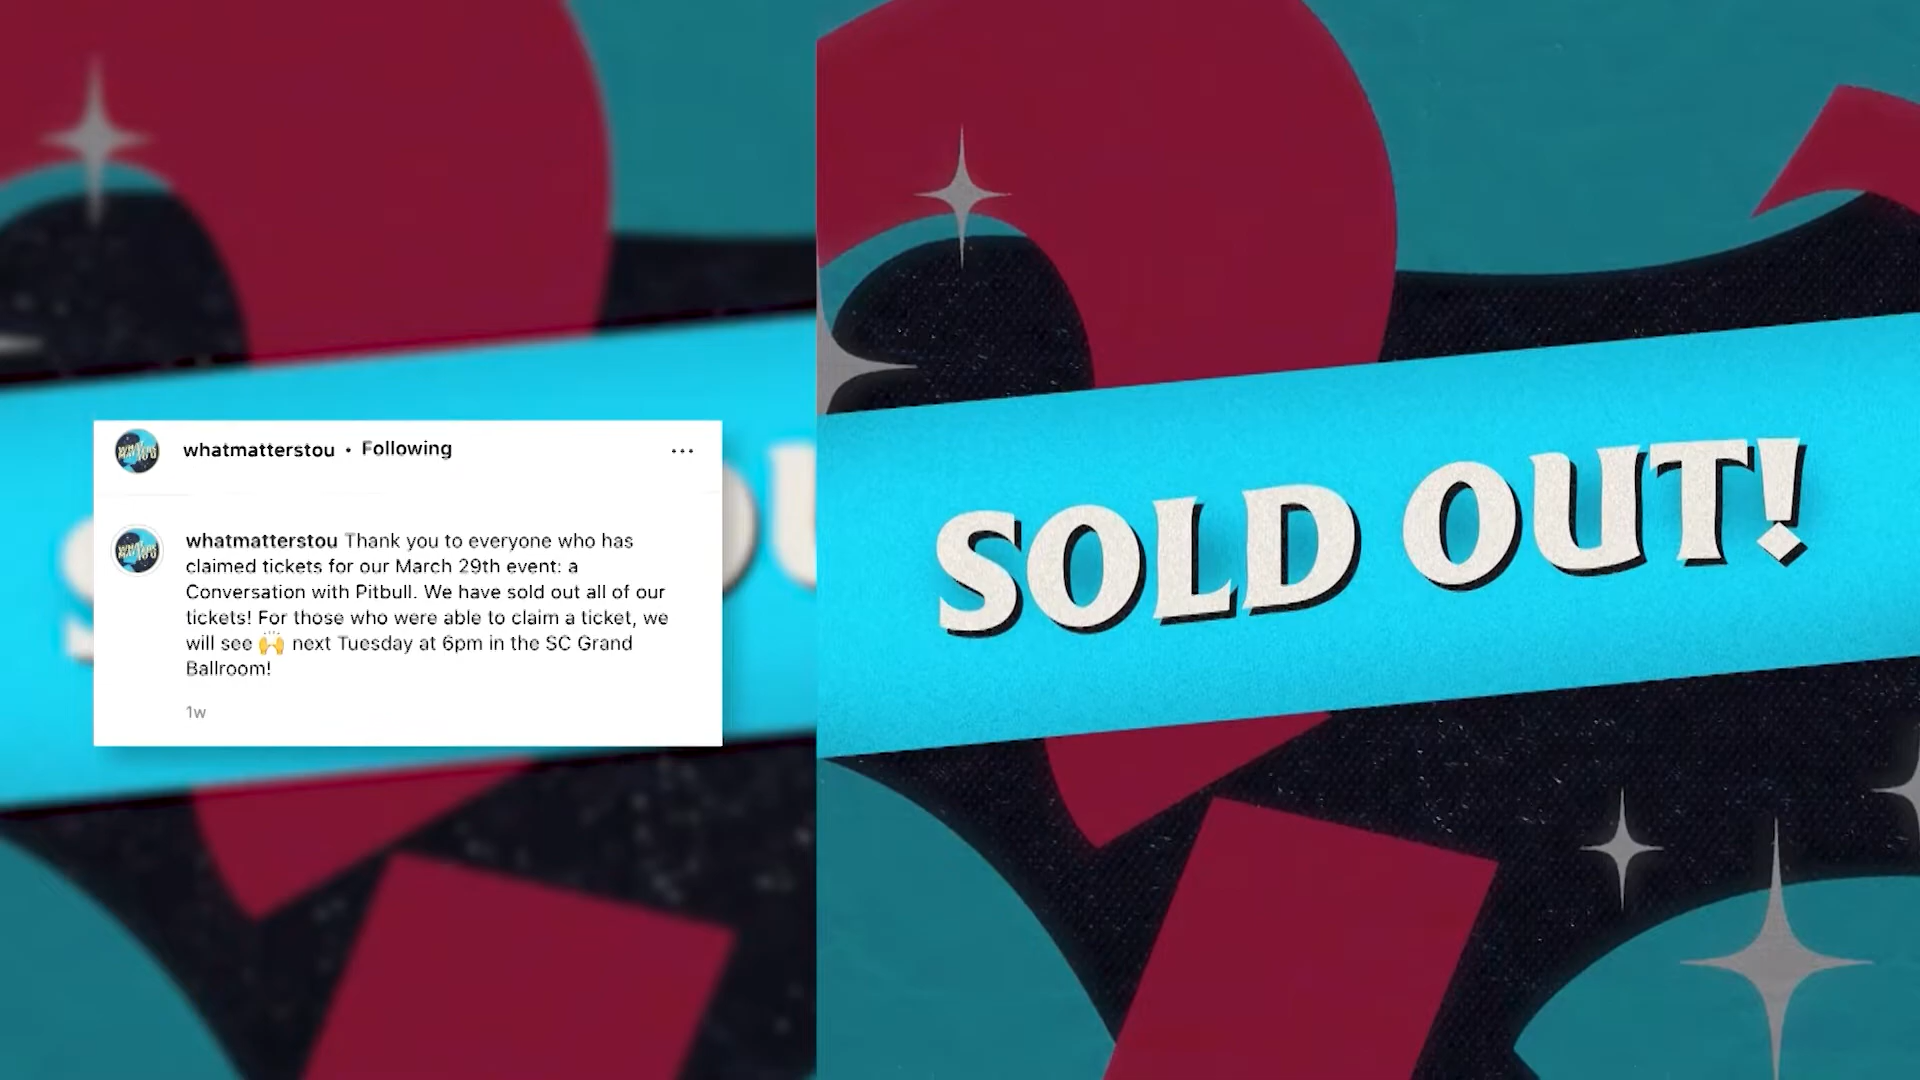 whatmatterstou • Following
whatmatterstou Thank you to everyone who has
claimed tickets for our March 29th event: a
Conversation with Pitbull. We have sold out all of our
tickets! For those who were able to claim a ticket, we
will see 🙌 next Tuesday at 6pm in the SC Grand
Ballroom!
1w
SOLD OUT!